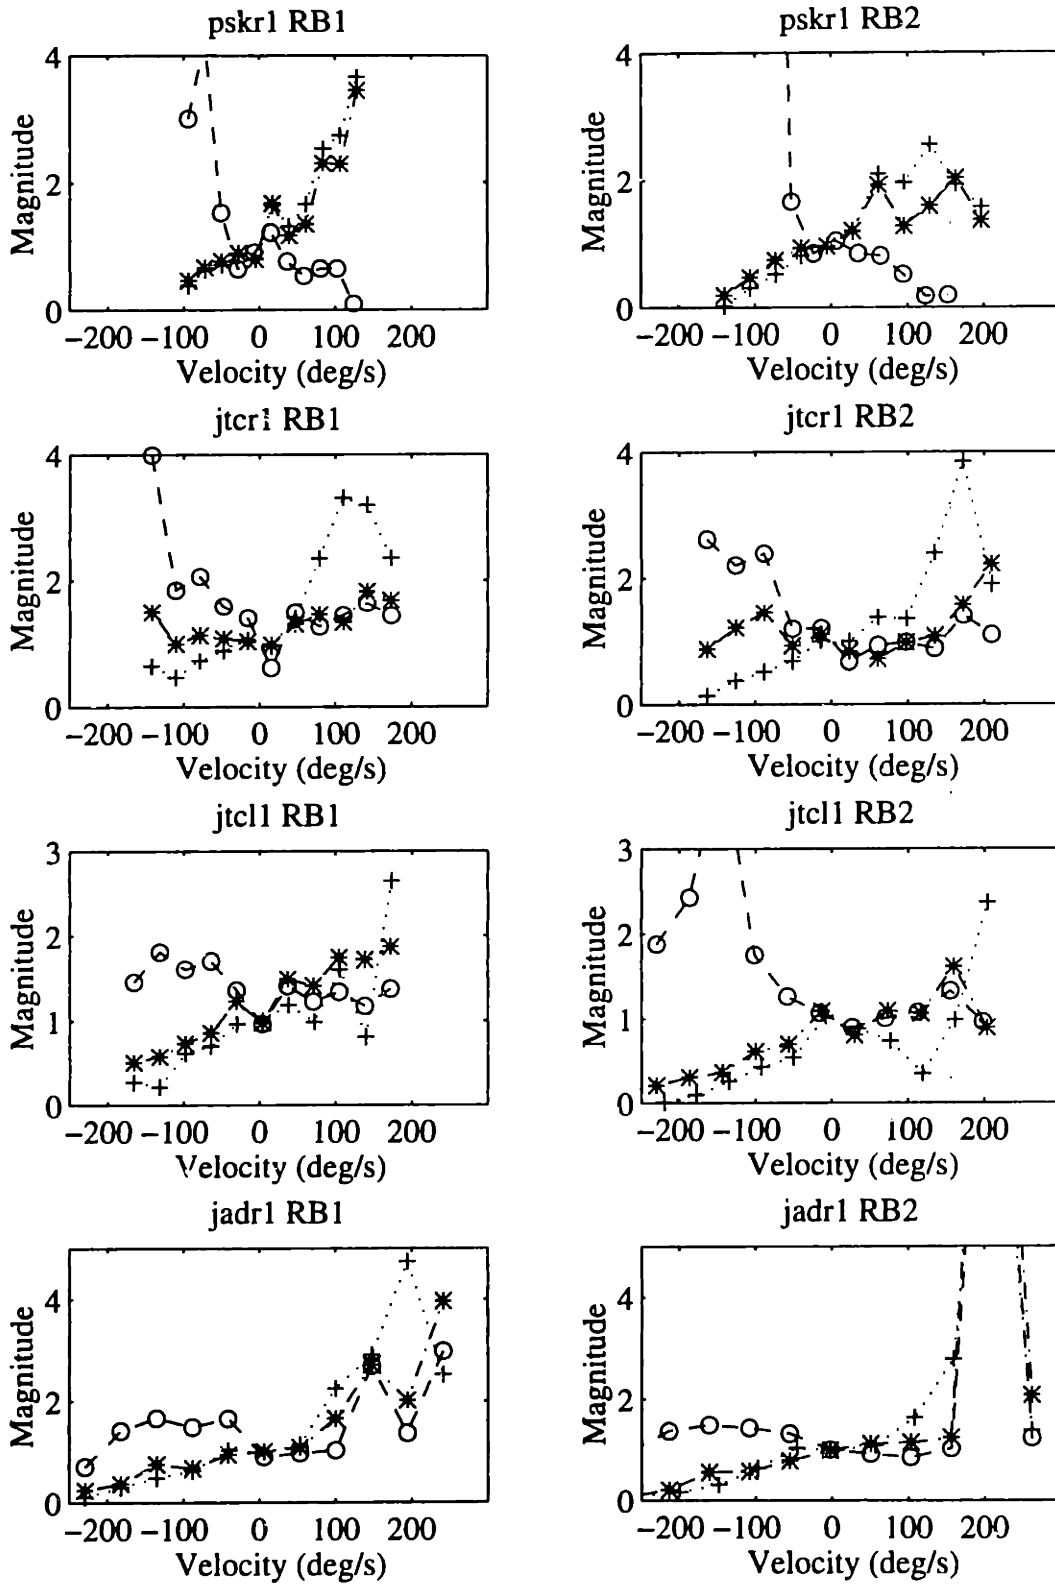 pskr1 RB1
4
2
0
Magnitude
−200 −100 0 100 200
Velocity (deg/s)
pskr1 RB2
4
2
0
Magnitude
−200 −100 0 100 200
Velocity (deg/s)
jtcr1 RB1
4
2
0
Magnitude
−200 −100 0 100 200
Velocity (deg/s)
jtcr1 RB2
4
2
0
Magnitude
−200 −100 0 100 200
Velocity (deg/s)
jtcl1 RB1
3
2
1
0
Magnitude
−200 −100 0 100 200
Velocity (deg/s)
jtcl1 RB2
3
2
1
0
Magnitude
−200 −100 0 100 200
Velocity (deg/s)
jadr1 RB1
4
2
0
Magnitude
−200 −100 0 100 200
Velocity (deg/s)
jadr1 RB2
4
2
0
Magnitude
−200 −100 0 100 200
Velocity (deg/s)